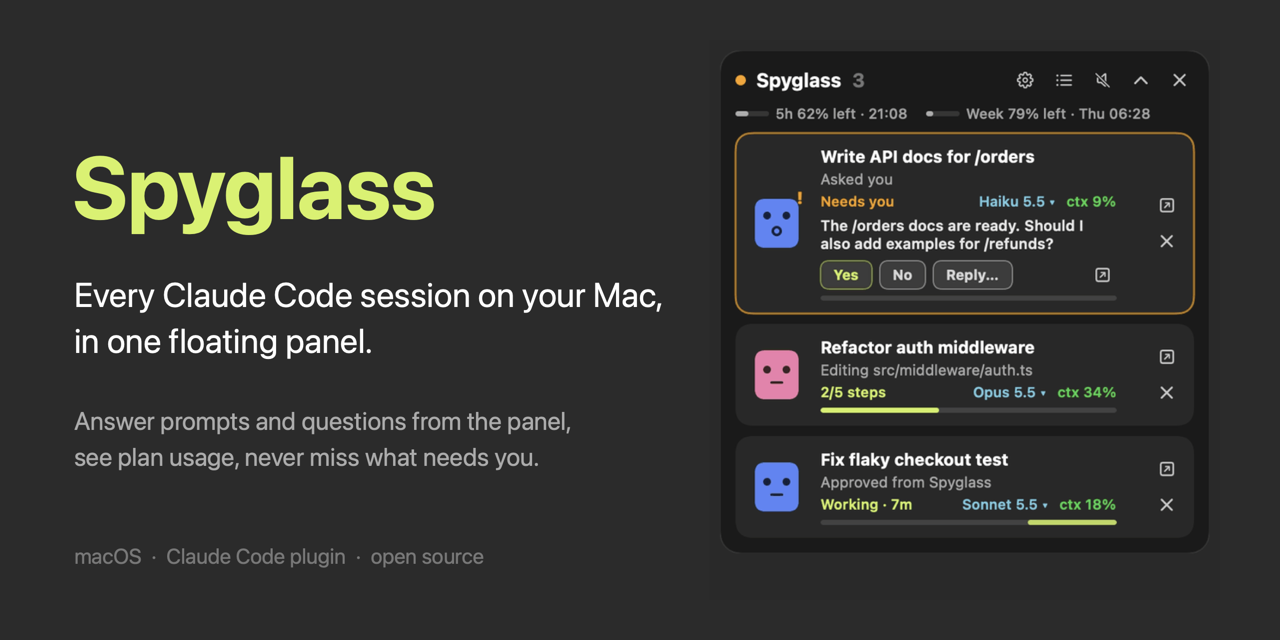 Spyglass
Every Claude Code session on your Mac,
in one floating panel.
Answer prompts and questions from the panel,
see plan usage, never miss what needs you.
macOS · Claude Code plugin · open source
Spyglass 3
5h 62% left · 21:08 Week 79% left · Thu 06:28
Write API docs for /orders
Asked you
!
Needs you Haiku 5.5 ▾ ctx 9%
The /orders docs are ready. Should I
also add examples for /refunds?
Yes No Reply...
Refactor auth middleware
Editing src/middleware/auth.ts
2/5 steps Opus 5.5 ▾ ctx 34%
Fix flaky checkout test
Approved from Spyglass
Working · 7m Sonnet 5.5 ▾ ctx 18%